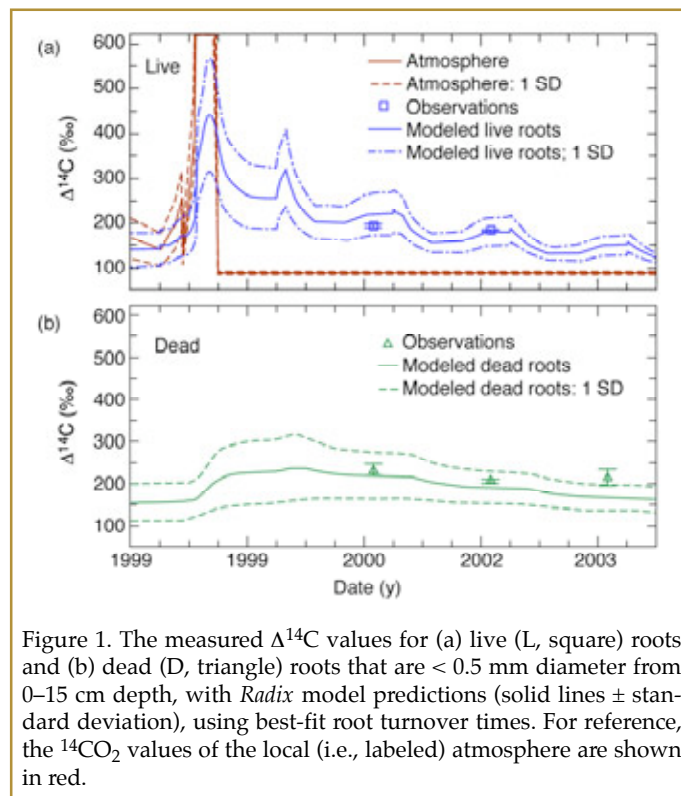 (a)
600
500
400
300
200
100
Δ¹⁴C (‰)
Live
Atmosphere
Atmosphere: 1 SD
Observations
Modeled live roots
Modeled live roots; 1 SD
(b)
600
500
400
300
200
100
Δ¹⁴C (‰)
Dead
Observations
Modeled dead roots
Modeled dead roots: 1 SD
1999 1999 2000 2002 2003
Date (y)
Figure 1. The measured Δ¹⁴C values for (a) live (L, square) roots
and (b) dead (D, triangle) roots that are < 0.5 mm diameter from
0–15 cm depth, with Radix model predictions (solid lines ± stan-
dard deviation), using best-fit root turnover times. For reference,
the ¹⁴CO₂ values of the local (i.e., labeled) atmosphere are shown
in red.